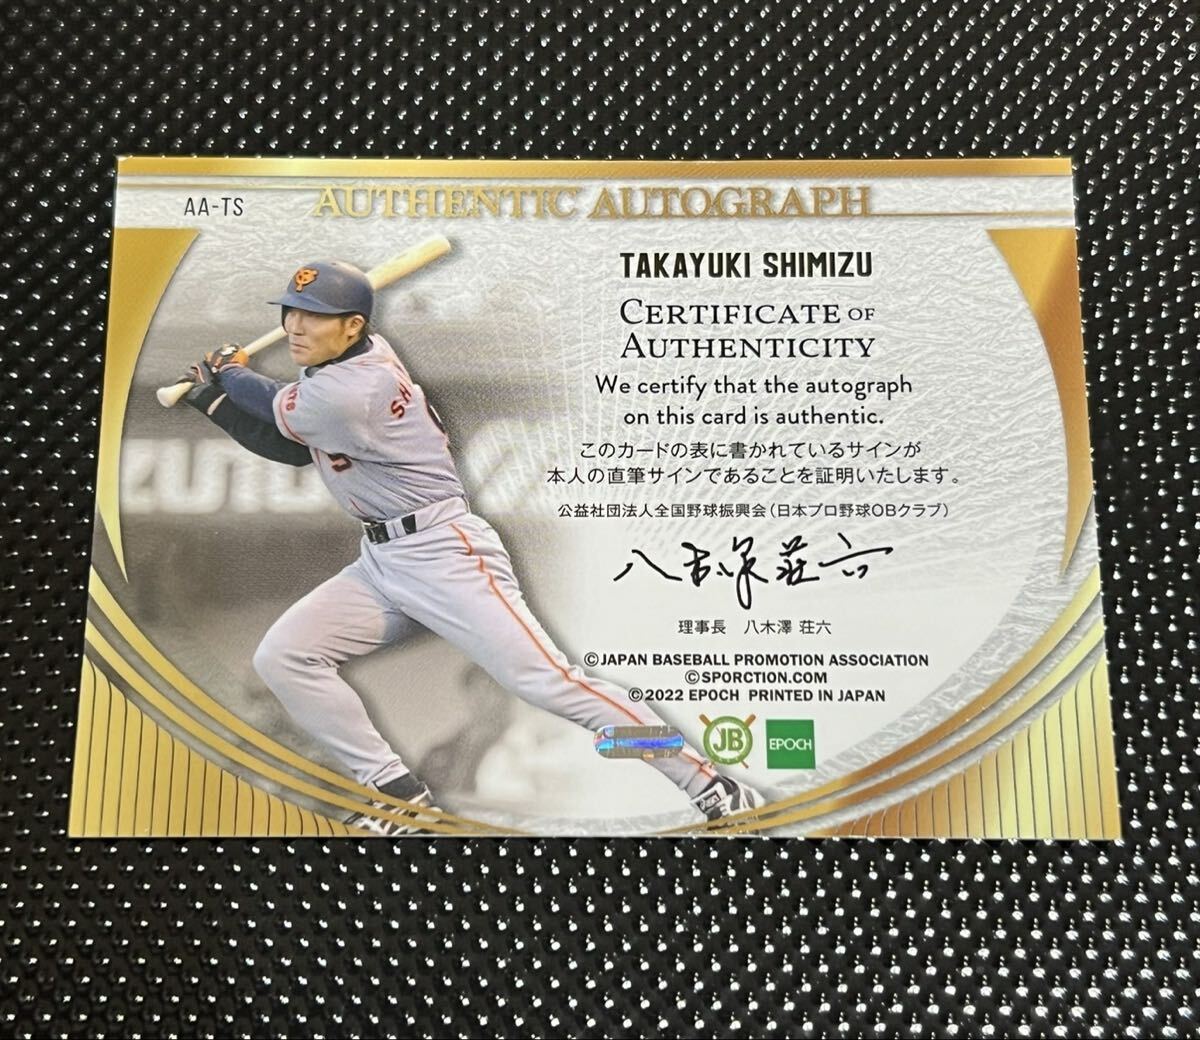 AA-TS
AUTHENTIC AUTOGRAPH
TAKAYUKI SHIMIZU
CERTIFICATE OF
AUTHENTICITY
We certify that the autograph
on this card is authentic.
このカードの表に書かれているサインが
本人の直筆サインであることを証明いたします。
公益社団法人全国野球振興会(日本プロ野球OBクラブ)
八木澤荘六
理事長 八木澤 荘六
©JAPAN BASEBALL PROMOTION ASSOCIATION
©SPORCTION.COM
©2022 EPOCH PRINTED IN JAPAN
JB
EPOCH